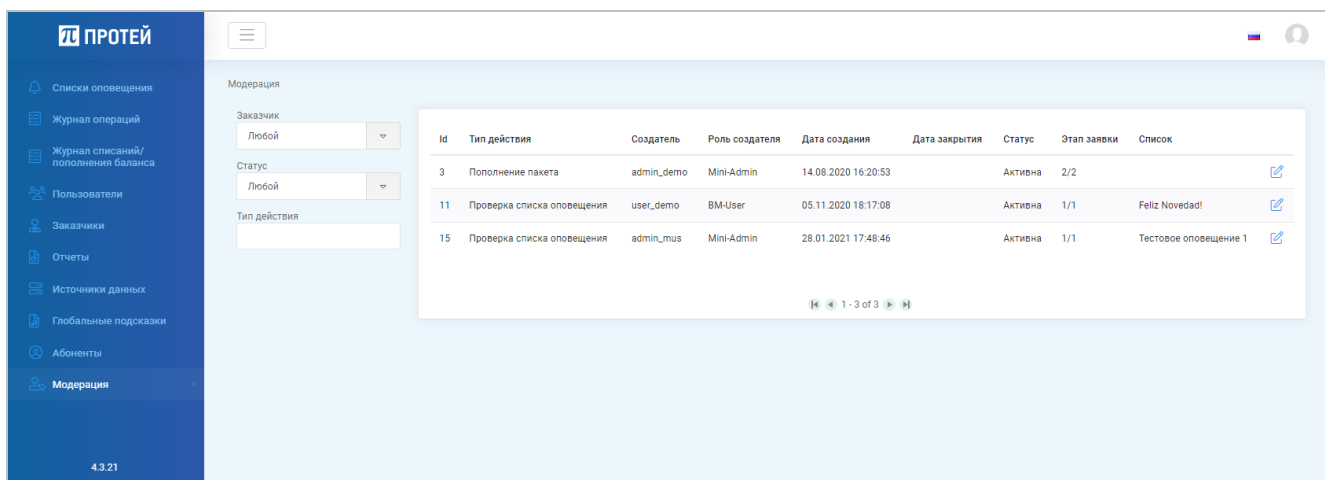 ПРОТЕЙ
Списки оповещения
Журнал операций
Журнал списаний/
пополнения баланса
Пользователи
Заказчики
Отчеты
Источники данных
Глобальные подсказки
Абоненты
Модерация
4.3.21
Модерация
Заказчик
Любой
Статус
Любой
Тип действия
Id Тип действия Создатель Роль создателя Дата создания Дата закрытия Статус Этап заявки Список
3 Пополнение пакета admin_demo Mini-Admin 14.08.2020 16:20:53 Активна 2/2
11 Проверка списка оповещения user_demo BM-User 05.11.2020 18:17:08 Активна 1/1 Feliz Novedad!
15 Проверка списка оповещения admin_mus Mini-Admin 28.01.2021 17:48:46 Активна 1/1 Тестовое оповещение 1
1 - 3 of 3